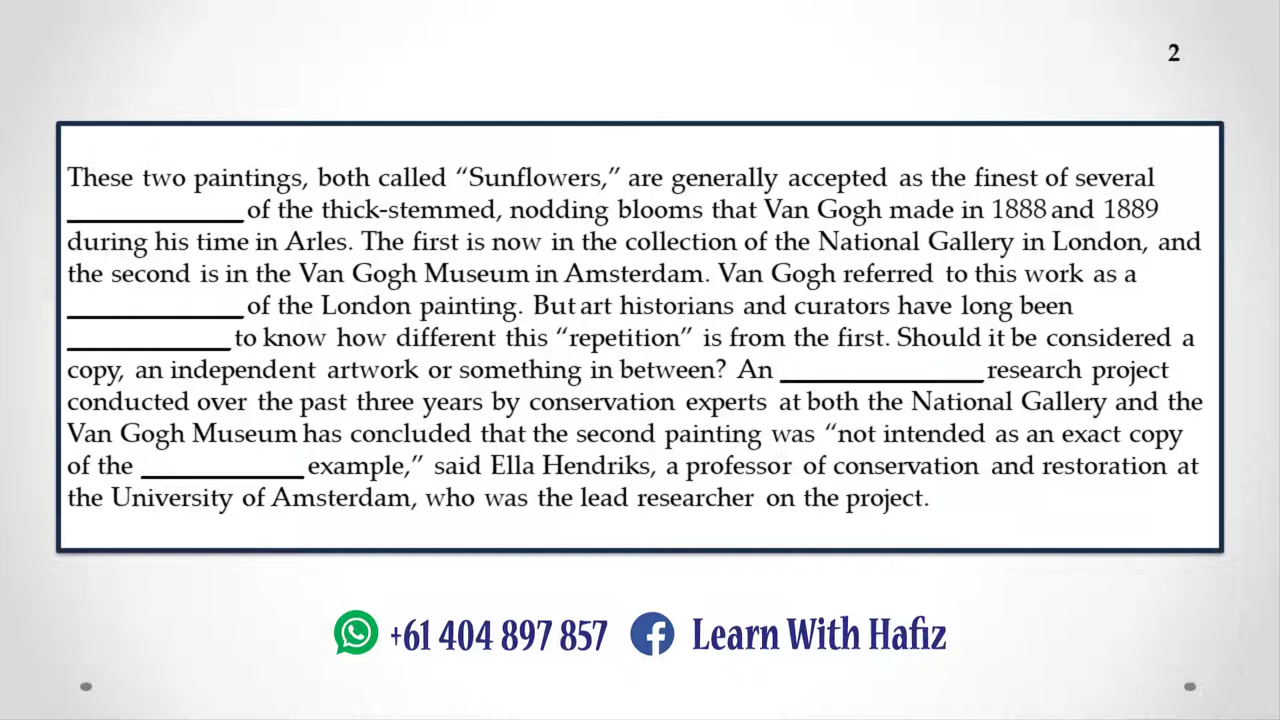 2
These two paintings, both called “Sunflowers,” are generally accepted as the finest of several
______________ of the thick-stemmed, nodding blooms that Van Gogh made in 1888 and 1889
during his time in Arles. The first is now in the collection of the National Gallery in London, and
the second is in the Van Gogh Museum in Amsterdam. Van Gogh referred to this work as a
______________ of the London painting. But art historians and curators have long been
_____________ to know how different this “repetition” is from the first. Should it be considered a
copy, an independent artwork or something in between? An ________________ research project
conducted over the past three years by conservation experts at both the National Gallery and the
Van Gogh Museum has concluded that the second painting was “not intended as an exact copy
of the _____________ example,” said Ella Hendriks, a professor of conservation and restoration at
the University of Amsterdam, who was the lead researcher on the project.
+61 404 897 857 Learn With Hafiz